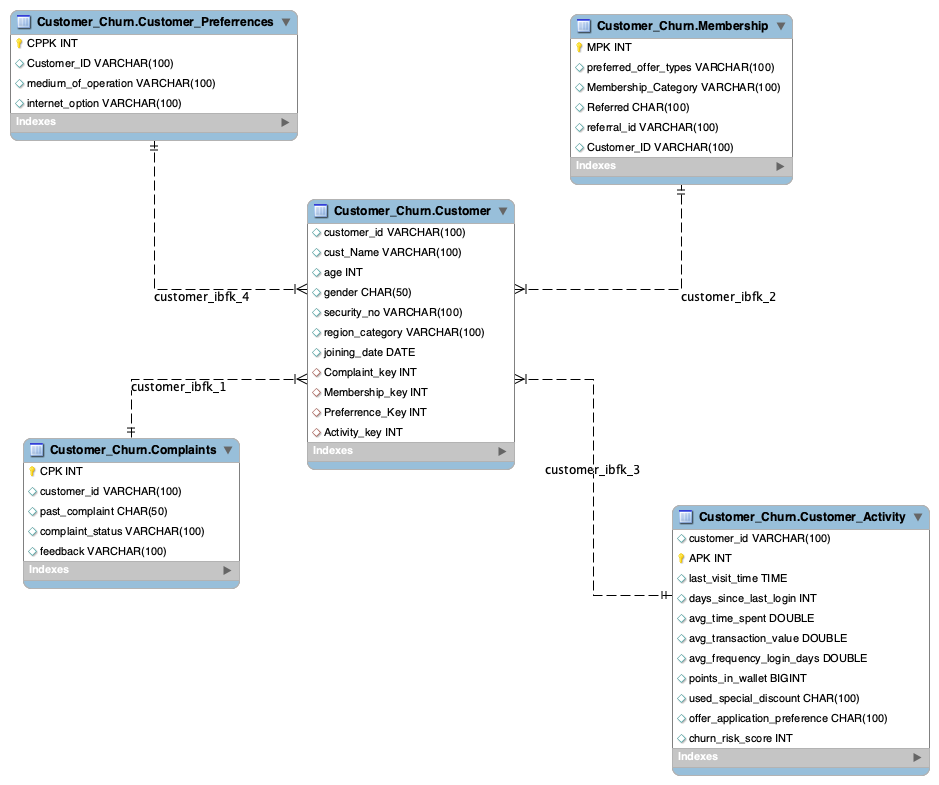 Customer_Churn.Customer_Preferrences
CPPK INT
Customer_ID VARCHAR(100)
medium_of_operation VARCHAR(100)
internet_option VARCHAR(100)
Indexes
Customer_Churn.Membership
MPK INT
preferred_offer_types VARCHAR(100)
Membership_Category VARCHAR(100)
Referred CHAR(100)
referral_id VARCHAR(100)
Customer_ID VARCHAR(100)
Indexes
Customer_Churn.Customer
customer_id VARCHAR(100)
cust_Name VARCHAR(100)
age INT
gender CHAR(50)
security_no VARCHAR(100)
region_category VARCHAR(100)
joining_date DATE
Complaint_key INT
Membership_key INT
Preferrence_Key INT
Activity_key INT
Indexes
customer_ibfk_4
customer_ibfk_2
customer_ibfk_1
customer_ibfk_3
Customer_Churn.Complaints
CPK INT
customer_id VARCHAR(100)
past_complaint CHAR(50)
complaint_status VARCHAR(100)
feedback VARCHAR(100)
Indexes
Customer_Churn.Customer_Activity
customer_id VARCHAR(100)
APK INT
last_visit_time TIME
days_since_last_login INT
avg_time_spent DOUBLE
avg_transaction_value DOUBLE
avg_frequency_login_days DOUBLE
points_in_wallet BIGINT
used_special_discount CHAR(100)
offer_application_preference CHAR(100)
churn_risk_score INT
Indexes